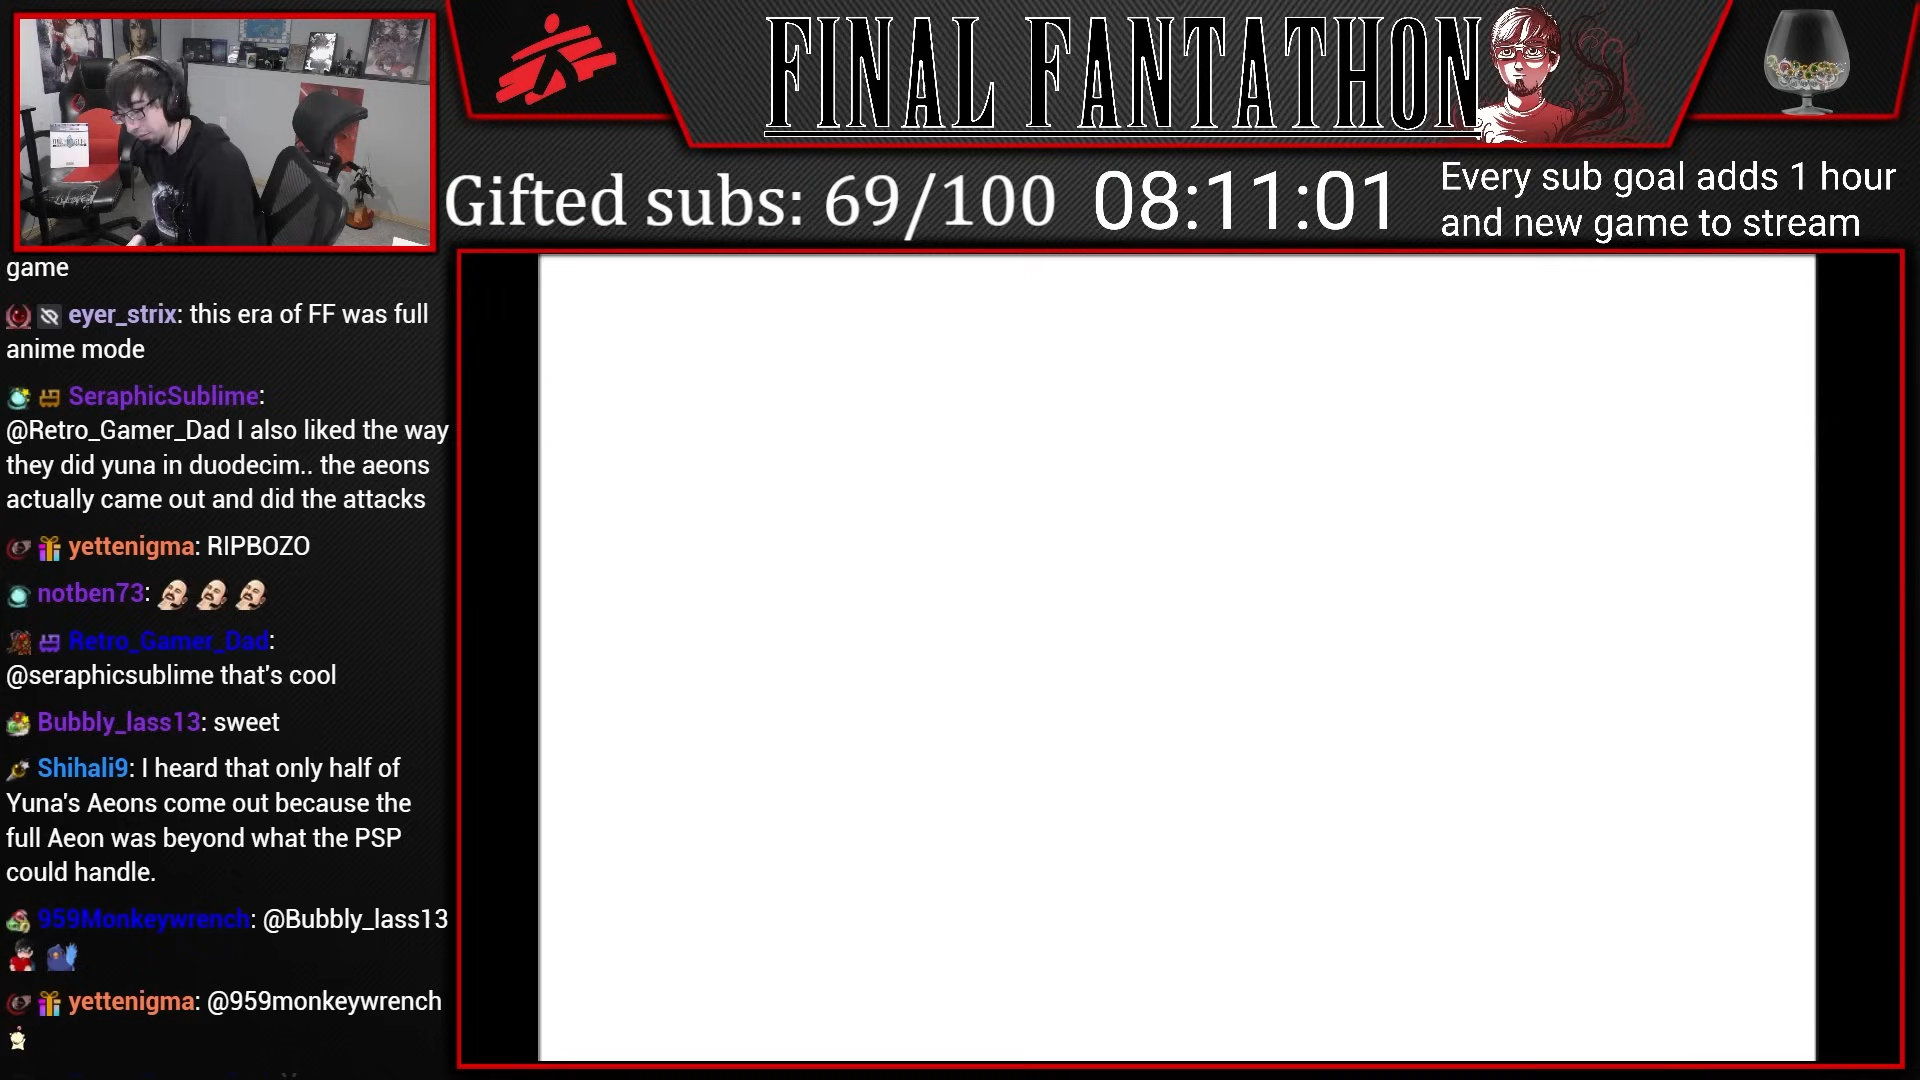 FINAL FANTATHON
Gifted subs: 69/100
08:11:01
Every sub goal adds 1 hour
and new game to stream
game
eyer_strix: this era of FF was full
anime mode
SeraphicSublime:
@Retro_Gamer_Dad I also liked the way
they did yuna in duodecim.. the aeons
actually came out and did the attacks
yettenigma: RIPBOZO
notben73:
Retro_Gamer_Dad:
@seraphicsublime that's cool
Bubbly_lass13: sweet
Shihali9: I heard that only half of
Yuna's Aeons come out because the
full Aeon was beyond what the PSP
could handle.
959Monkeywrench: @Bubbly_lass13
yettenigma: @959monkeywrench